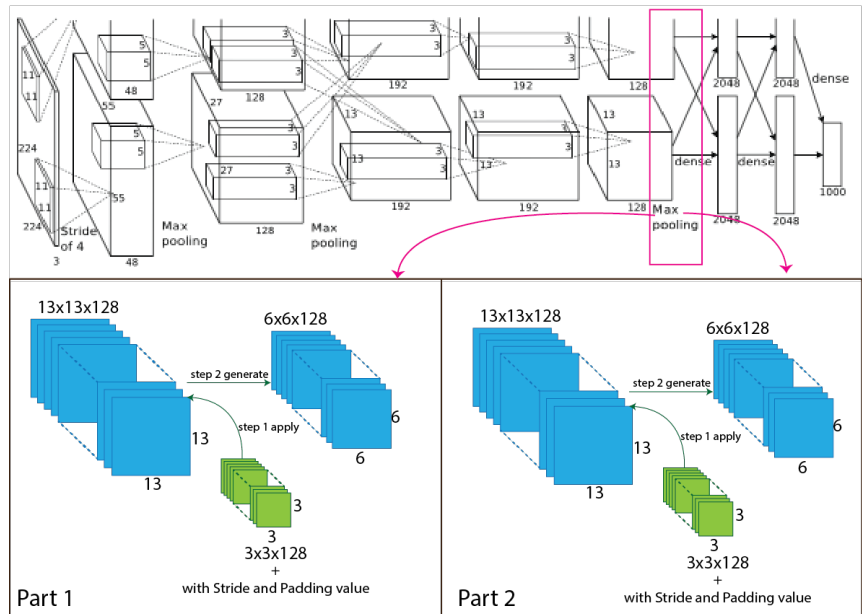 5
5
48
55
11
11
224
3
3
128
27
3
3
192
3
3
192
128
2048
2048
dense
5
5
55
11
11
224
3
Stride
of 4
48
Max
pooling
3
3
27
3
3
128
Max
pooling
13
3
13
3
192
13
3
13
3
192
13
13
128
Max
pooling
dense
dense
2048
2048
1000
13x13x128
6x6x128
step 2 generate
step 1 apply
13
13
6
6
3
3
3x3x128
+
with Stride and Padding value
Part 1
13x13x128
6x6x128
step 2 generate
step 1 apply
13
13
6
6
3
3
3x3x128
+
with Stride and Padding value
Part 2